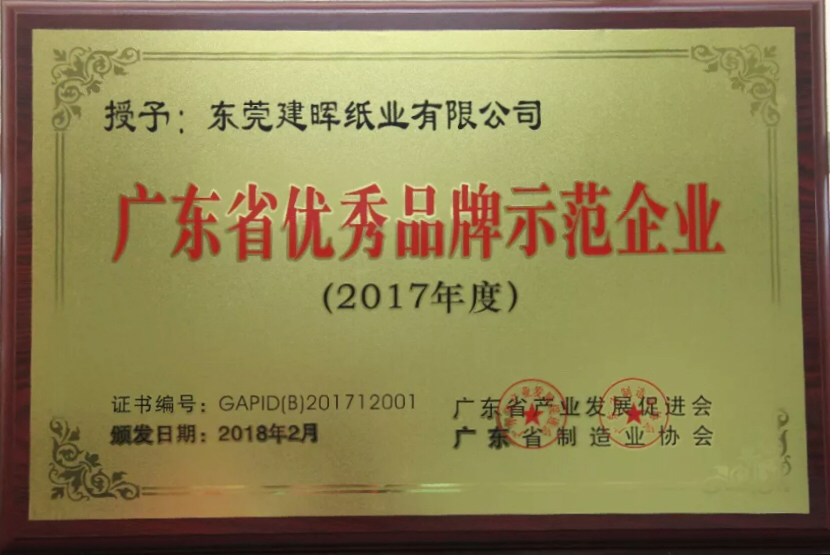 授予：东莞建晖纸业有限公司
广东省优秀品牌示范企业
(2017年度)
证书编号：GAPID(B)201712001
颁发日期：2018年2月
广东省产业发展促进会
广东省制造业协会